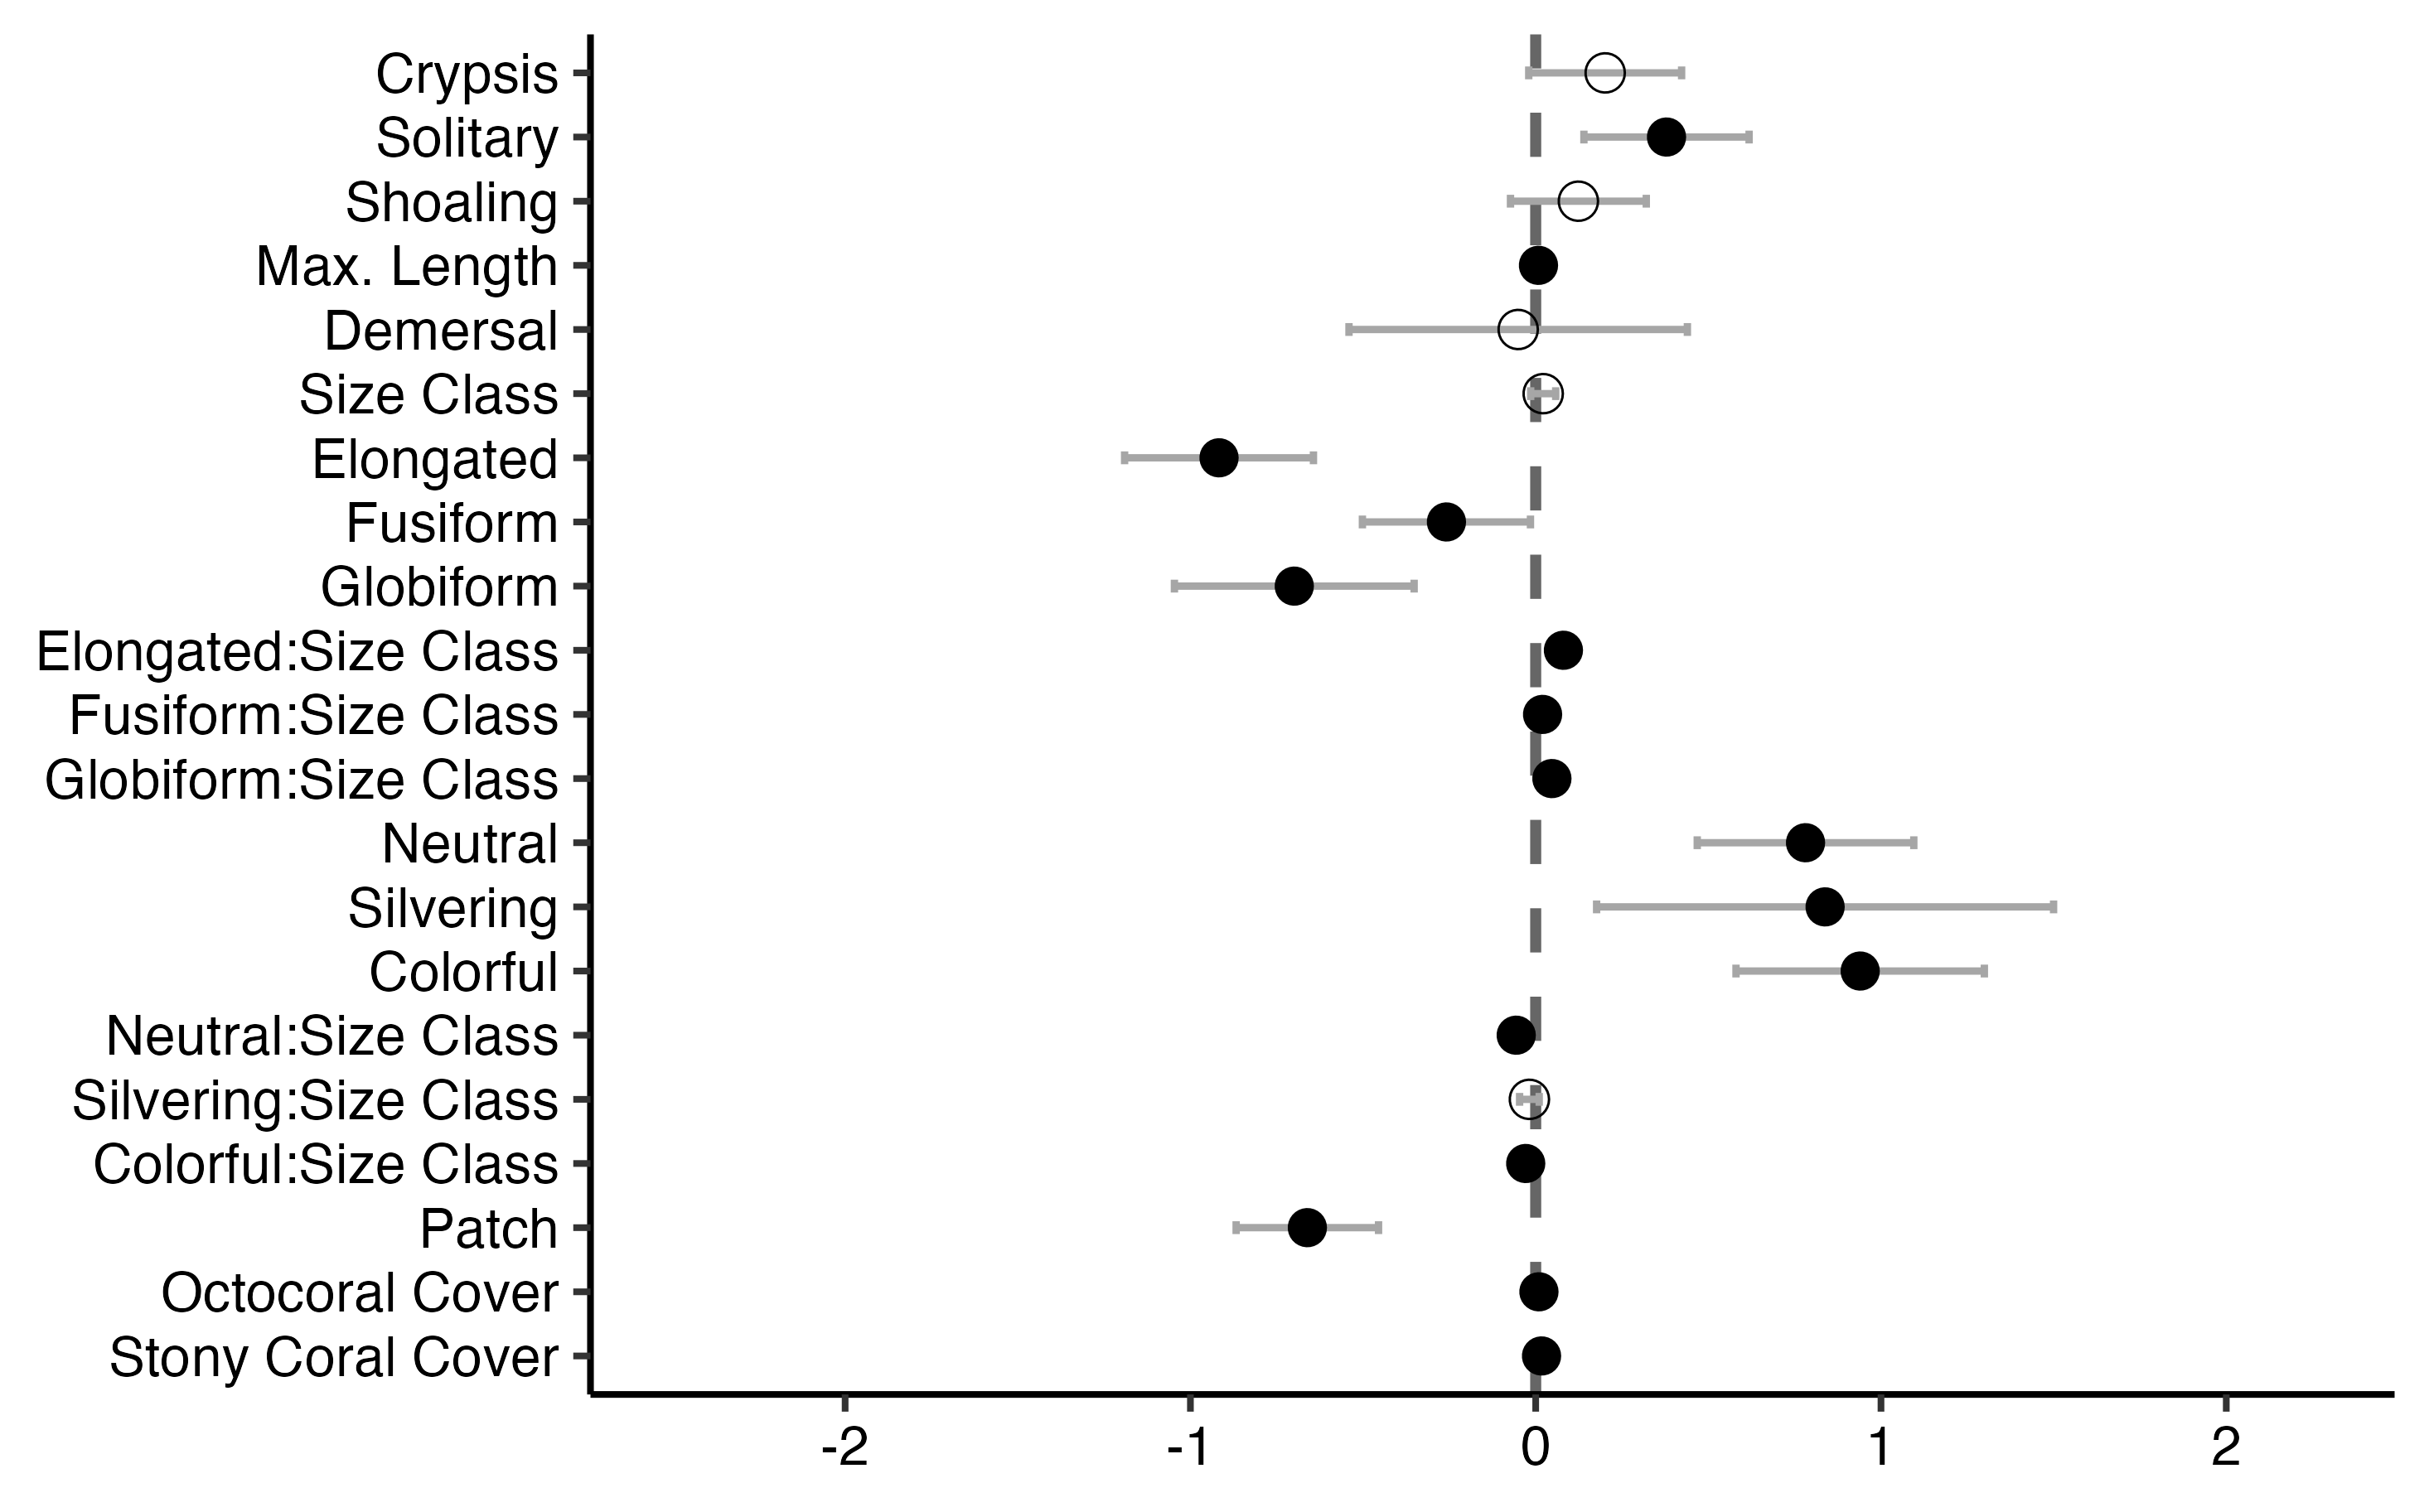 Crypsis
Solitary
Shoaling
Max. Length
Demersal
Size Class
Elongated
Fusiform
Globiform
Elongated:Size Class
Fusiform:Size Class
Globiform:Size Class
Neutral
Silvering
Colorful
Neutral:Size Class
Silvering:Size Class
Colorful:Size Class
Patch
Octocoral Cover
Stony Coral Cover
-2 -1 0 1 2